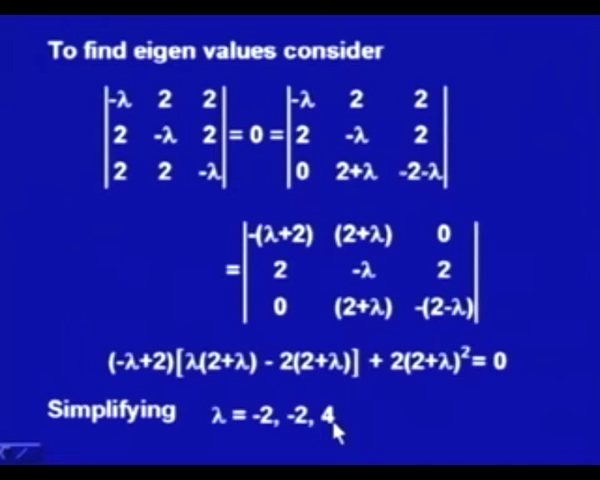 To find eigen values consider
|-λ 2 2| |-λ 2 2|
|2 -λ 2| = 0 = |2 -λ 2|
|2 2 -λ| |0 2+λ -2-λ|
|-(λ+2) (2+λ) 0|
= |2 -λ 2|
|0 (2+λ) -(2-λ)|
(-λ+2)[λ(2+λ) - 2(2+λ)] + 2(2+λ)²= 0
Simplifying λ = -2, -2, 4